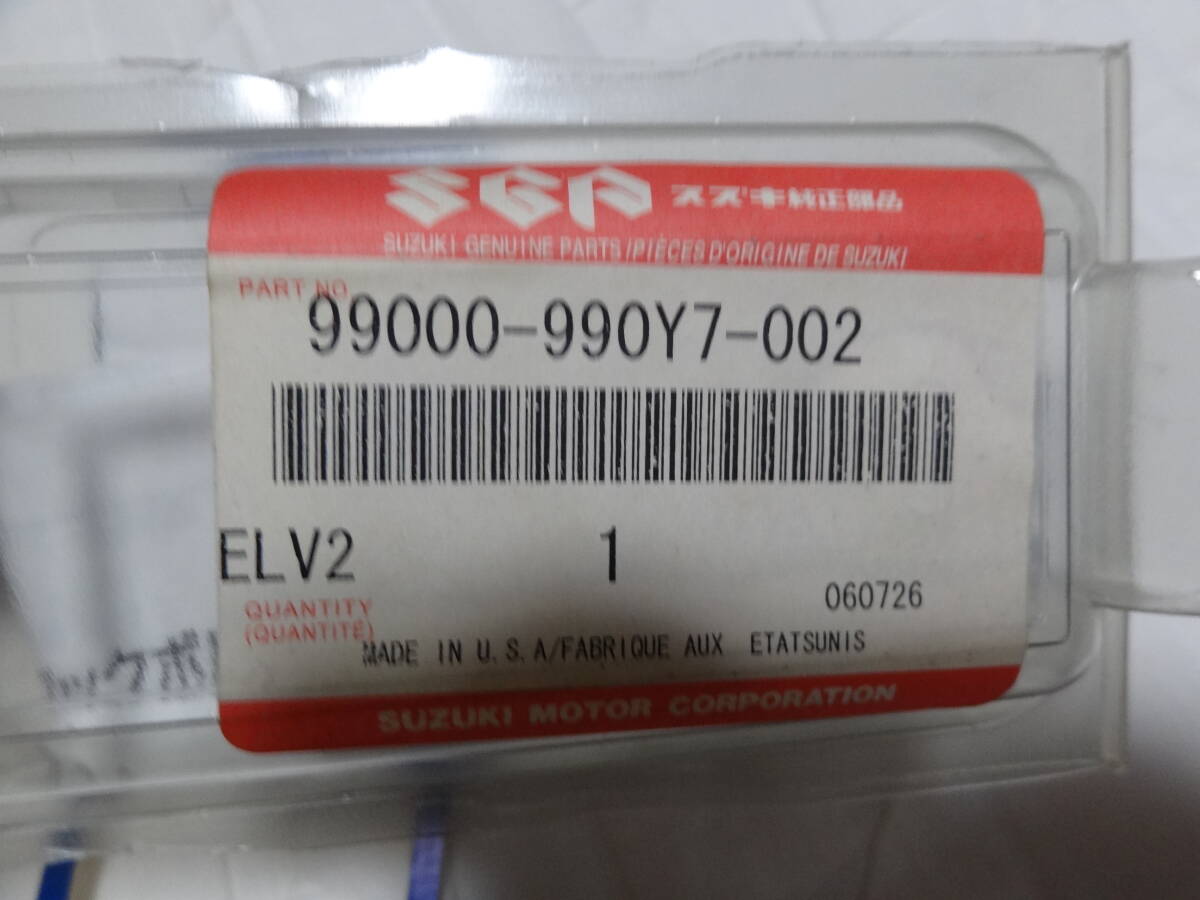 SGP スズキ純正部品
SUZUKI GENUINE PARTS/PIÈCES D'ORIGINE DE SUZUKI
PART NO.
99000-990Y7-002
ELV2 1
060726
QUANTITY
(QUANTITÉ)
MADE IN U.S.A/FABRIQUE AUX ETATSUNIS
SUZUKI MOTOR CORPORATION